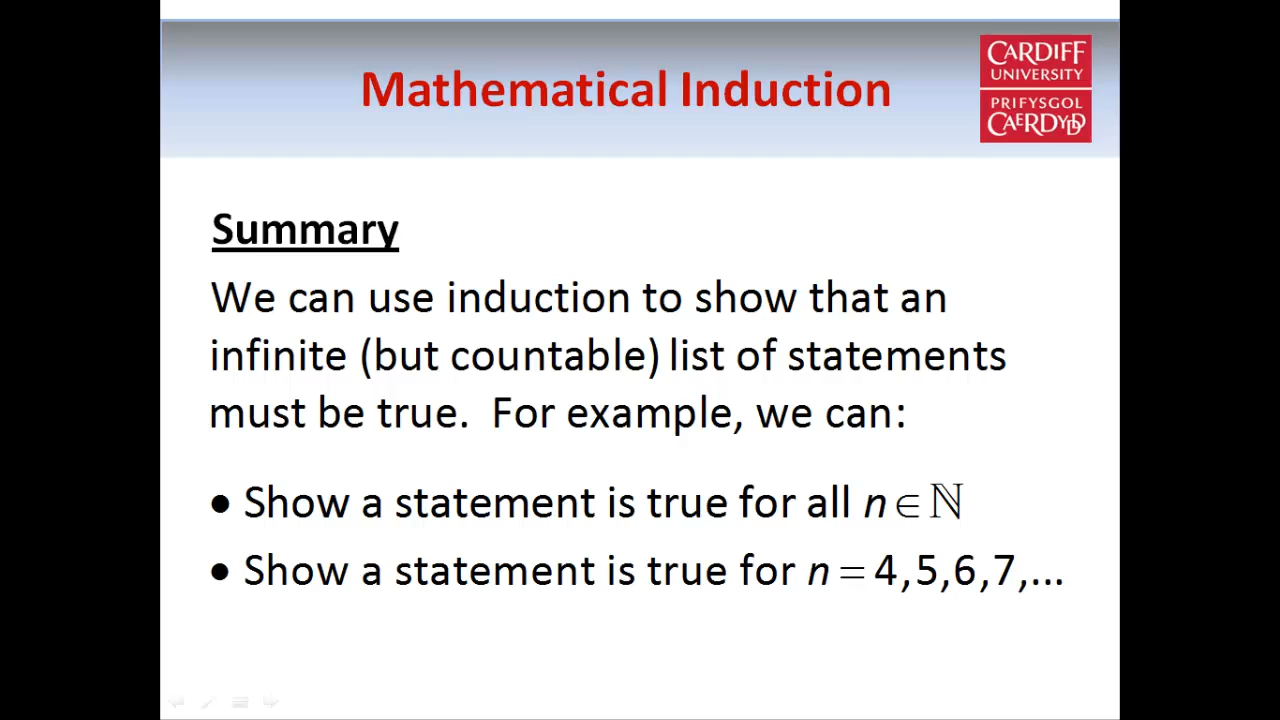 Mathematical Induction
CARDIFF
UNIVERSITY
PRIFYSGOL
CAERDYDD
Summary
We can use induction to show that an
infinite (but countable) list of statements
must be true. For example, we can:
• Show a statement is true for all n ∈ ℕ
• Show a statement is true for n = 4,5,6,7,...